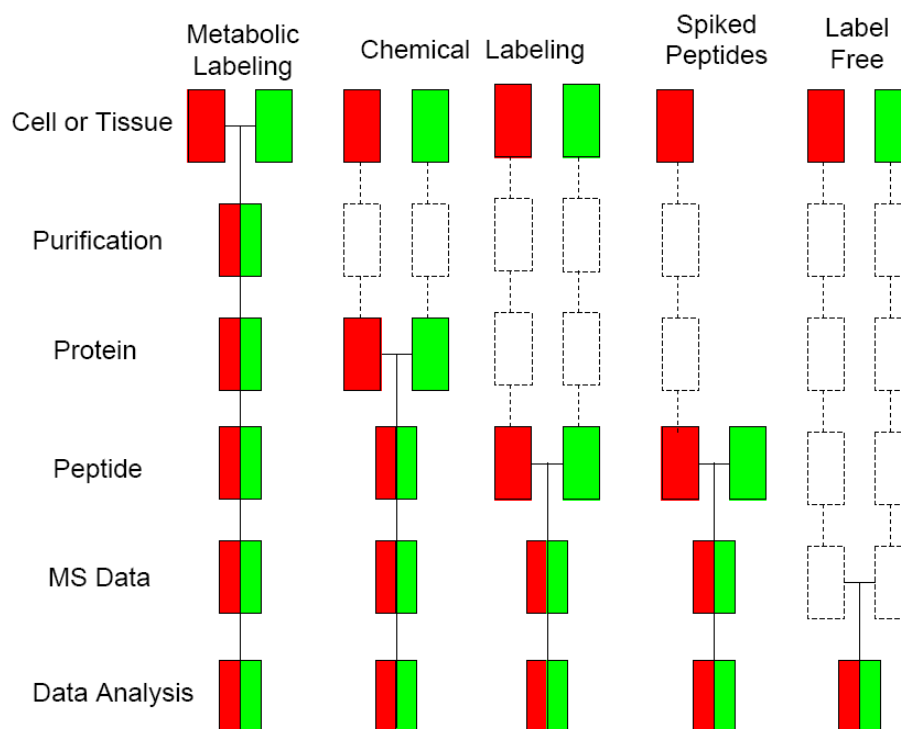 Metabolic
Labeling
Chemical Labeling
Spiked
Peptides
Label
Free
Cell or Tissue
Purification
Protein
Peptide
MS Data
Data Analysis